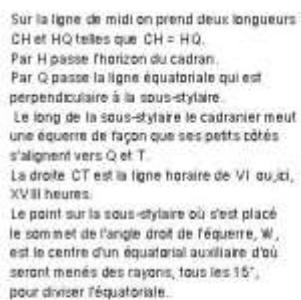 Sur la ligne de midi on prend deux longueurs
CH et HQ telles que CH = HQ.
Par H passe l'horizon du cadran.
Par Q passe la ligne équatoriale qui est
perpendiculaire à la sous-stylaire.
Le long de la sous-stylaire le cadranier meut
une équerre de façon que ses petits côtés
s'alignent vers Q et T.
La droite CT est la ligne horaire de VI ou,ici,
XVIII heures.
Le point sur la sous-stylaire où s'est placé
le sommet de l'angle droit de l'équerre, W,
est le centre d'un équatorial auxiliaire d'où
seront menés des rayons, tous les 15°,
pour diviser l'équatoriale.